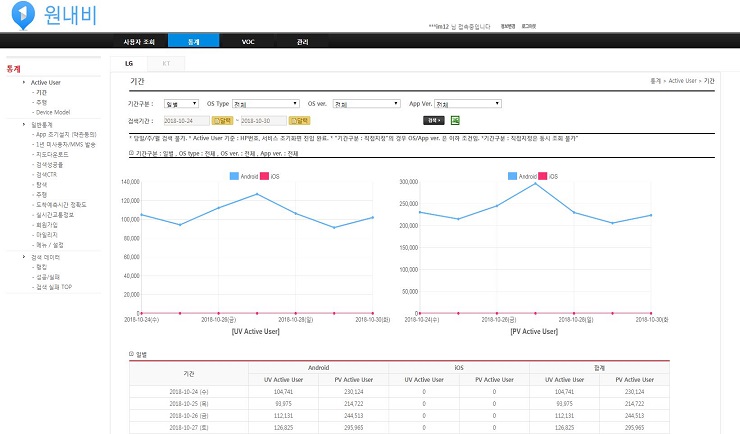 원내비
***lim12 님 접속중입니다 정보변경 로그아웃
사용자 조회 통계 VOC 관리
통계
Active User
- 기간
- 주행
- Device Model
일반통계
- App 초기설치 (약관동의)
- 1년 미사용자/MMS 발송
- 지도다운로드
- 검색성공률
- 검색CTR
- 탐색
- 주행
- 도착예측시간 정확도
- 실시간교통정보
- 회원가입
- 마일리지
- 메뉴 / 설정
검색 데이터
- 랭킹
- 성공/실패
- 검색 실패 TOP
LG KT
기간 통계 » Active User » 기간
기간구분 : 일별 OS Type 전체 OS ver. : 전체 App Ver. 전체
검색기간 : 2018-10-24 달력 ~ 2018-10-30 달력 검색
* 당일/주/월 검색 불가. * Active User 기준 : HP번호, 서비스 초기화면 진입 완료. * "기간구분 : 직접지정"의 경우 OS/App ver. 은 이하 조건임. "기간구분 : 직접지정은 동시 조회 불가"
기간구분 : 일별 , OS type : 전체 , OS ver. : 전체 , App ver. : 전체
Android iOS
140,000
120,000
100,000
80,000
60,000
40,000
20,000
0
2018-10-24(수) 2018-10-26(금) 2018-10-28(일) 2018-10-30(화)
[UV Active User]
Android iOS
300,000
250,000
200,000
150,000
100,000
50,000
0
2018-10-24(수) 2018-10-26(금) 2018-10-28(일) 2018-10-30(화)
[PV Active User]
일별
기간 Android iOS 합계
UV Active User PV Active User UV Active User PV Active User UV Active User PV Active User
2018-10-24 (수) 104,741 230,124 0 0 104,741 230,124
2018-10-25 (목) 93,975 214,722 0 0 93,975 214,722
2018-10-26 (금) 112,131 244,513 0 0 112,131 244,513
2018-10-27 (토) 126,825 295,965 0 0 126,825 295,965